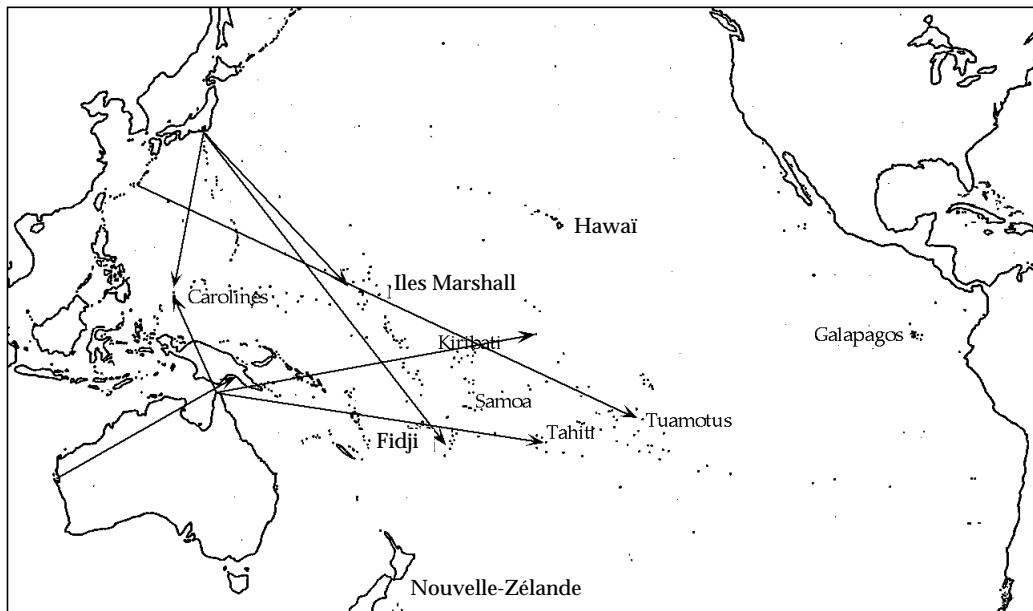 Hawaï
Iles Marshall
Carolines
Kiribati
Galapagos
Samoa
Tuamotus
Tahiti
Fidji
Nouvelle-Zélande